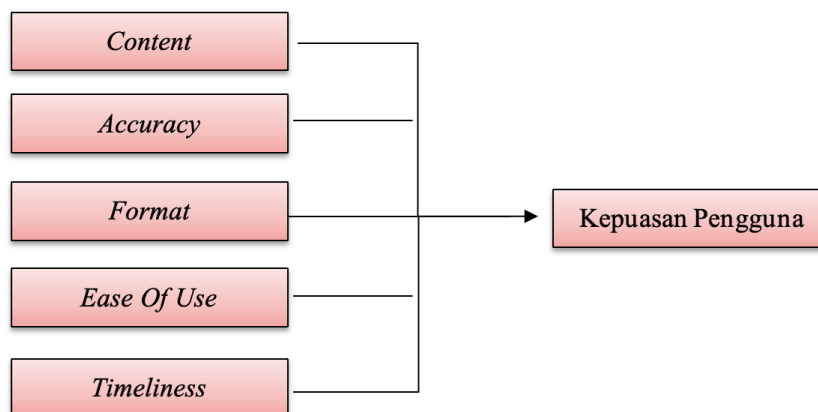 Content
Accuracy
Format
Kepuasan Pengguna
Ease Of Use
Timeliness